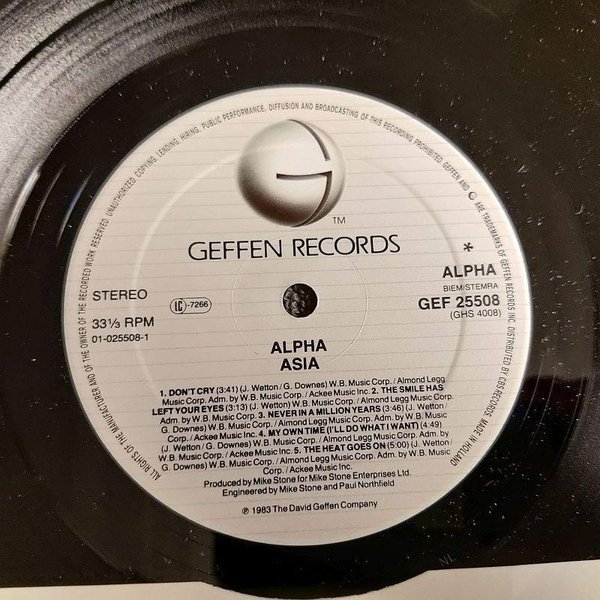 ALL RIGHTS OF THE MANUFACTURER AND OF THE OWNER OF THE RECORDED WORK RESERVED. UNAUTHORIZED COPYING, LENDING, HIRING, PUBLIC PERFORMANCE, DIFFUSION AND BROADCASTING OF THIS RECORDING PROHIBITED. GEFFEN AND G ARE TRADEMARKS OF GEFFEN RECORDS INC. DISTRIBUTED BY CBS RECORDS. MADE IN HOLLAND
G
TM
GEFFEN RECORDS
*
ALPHA
STEREO
LC-7266
BIEM/STEMRA
GEF 25508
(GHS 4008)
33⅓ RPM
01-025508-1
ALPHA
ASIA
1. DON'T CRY (3:41) (J. Wetton/G. Downes) W.B. Music Corp. / Almond Legg
Music Corp. Adm. by W.B. Music Corp. / Ackee Music Inc. 2. THE SMILE HAS
LEFT YOUR EYES (3:13) (J. Wetton) W.B. Music Corp. / Almond Legg Music Corp.
Adm. by W.B. Music Corp. 3. NEVER IN A MILLION YEARS (3:46) (J. Wetton/
G. Downes) W.B. Music Corp. / Almond Legg Music Corp. Adm. by W.B. Music
Corp. / Ackee Music Inc. 4. MY OWN TIME (I'LL DO WHAT I WANT) (4:49)
(J. Wetton/G. Downes) W.B. Music Corp. / Almond Legg Music Corp. Adm. by
W.B. Music Corp. / Ackee Music Inc. 5. THE HEAT GOES ON (5:00) (J. Wetton/
G. Downes) W.B. Music Corp. / Almond Legg Music Corp. Adm. by W.B. Music
Corp. / Ackee Music Inc.
Produced by Mike Stone for Mike Stone Enterprises Ltd.
Engineered by Mike Stone and Paul Northfield
℗ 1983 The David Geffen Company